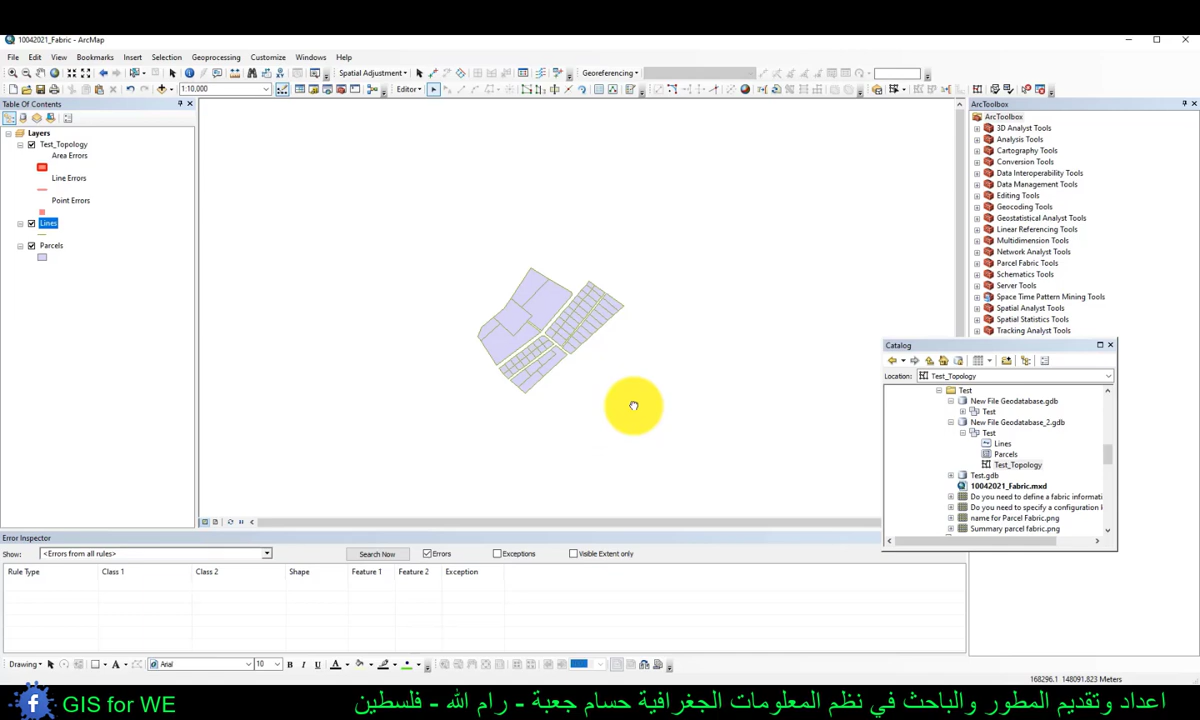 10042021_Fabric - ArcMap
File Edit View Bookmarks Insert Selection Geoprocessing Customize Windows Help
Spatial Adjustment Georeferencing
1:10,000 Editor
Table Of Contents
Layers
Test_Topology
Area Errors
Line Errors
Point Errors
Lines
Parcels
ArcToolbox
ArcToolbox
3D Analyst Tools
Analysis Tools
Cartography Tools
Conversion Tools
Data Interoperability Tools
Data Management Tools
Editing Tools
Geocoding Tools
Geostatistical Analyst Tools
Linear Referencing Tools
Multidimension Tools
Network Analyst Tools
Parcel Fabric Tools
Schematics Tools
Server Tools
Space Time Pattern Mining Tools
Spatial Analyst Tools
Spatial Statistics Tools
Tracking Analyst Tools
Catalog
Location: Test_Topology
Test
New File Geodatabase.gdb
Test
New File Geodatabase_2.gdb
Test
Lines
Parcels
Test_Topology
Test.gdb
10042021_Fabric.mxd
Do you need to define a fabric informati
Do you need to specify a configuration k
name for Parcel Fabric.png
Summary parcel fabric.png
Error Inspector
Show: <Errors from all rules> Search Now Errors Exceptions Visible Extent only
Rule Type Class 1 Class 2 Shape Feature 1 Feature 2 Exception
Drawing Arial 10 B I U A
168296.1 148091.823 Meters
GIS for WE
اعداد وتقديم المطور والباحث في نظم المعلومات الجغرافية حسام جعبة - رام الله - فلسطين